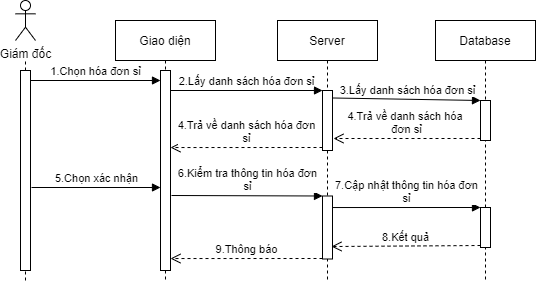 Giám đốc
Giao diện
Server
Database
1.Chọn hóa đơn sỉ
2.Lấy danh sách hóa đơn sỉ
3.Lấy danh sách hóa đơn sỉ
4.Trả về danh sách hóa
đơn sỉ
4.Trả về danh sách hóa
đơn sỉ
5.Chọn xác nhận
6.Kiểm tra thông tin hóa đơn
sỉ
7.Cập nhật thông tin hóa đơn
sỉ
8.Kết quả
9.Thông báo